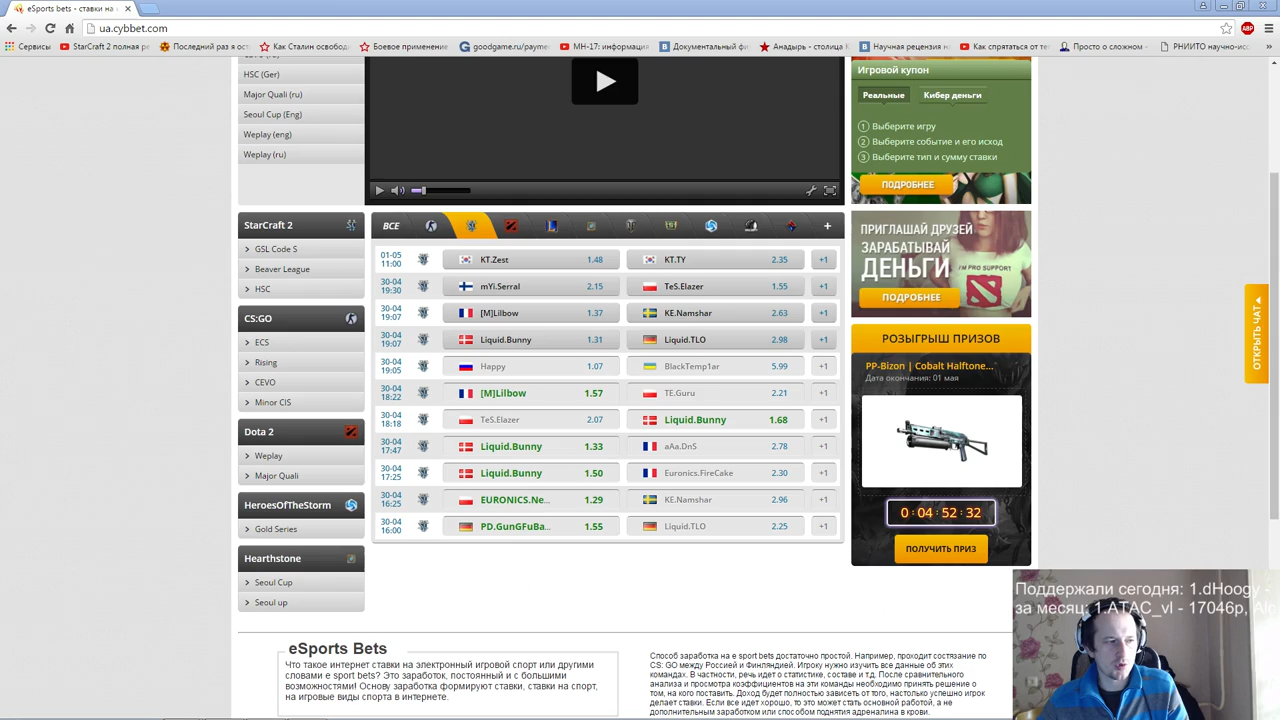 eSports bets - ставки на
ua.cybbet.com
Сервисы
StarCraft 2 полная ре
Последний раз я ост
Как Сталин освобод
Боевое применение
goodgame.ru/payme
МН-17: информация
Документальный фи
Анадырь - столица К
Научная рецензия н
Как спрятаться от те
Просто о сложном -
РНИИТО научно-исс
HSC (Ger)
Major Quali (ru)
Seoul Cup (Eng)
Weplay (eng)
Weplay (ru)
StarCraft 2
GSL Code S
Beaver League
HSC
CS:GO
ECS
Rising
CEVO
Minor CIS
Dota 2
Weplay
Major Quali
HeroesOfTheStorm
Gold Series
Hearthstone
Seoul Cup
Seoul up
ВСЕ
+
01-05 11:00 KT.Zest 1.48 KT.TY 2.35 +1
30-04 19:30 mYi.Serral 2.15 TeS.Elazer 1.55 +1
30-04 19:07 [M]Lilbow 1.37 KE.Namshar 2.63 +1
30-04 19:07 Liquid.Bunny 1.31 Liquid.TLO 2.98 +1
30-04 19:05 Happy 1.07 BlackTemp1ar 5.99 +1
30-04 18:22 [M]Lilbow 1.57 TE.Guru 2.21 +1
30-04 18:18 TeS.Elazer 2.07 Liquid.Bunny 1.68 +1
30-04 17:47 Liquid.Bunny 1.33 aAa.DnS 2.78 +1
30-04 17:25 Liquid.Bunny 1.50 Euronics.FireCake 2.30 +1
30-04 16:25 EURONICS.Ne... 1.29 KE.Namshar 2.96 +1
30-04 16:00 PD.GunGFuBa... 1.55 Liquid.TLO 2.25 +1
Игровой купон
Реальные
Кибер деньги
1 Выберите игру
2 Выберите событие и его исход
3 Выберите тип и сумму ставки
ПОДРОБНЕЕ
ПРИГЛАШАЙ ДРУЗЕЙ
ЗАРАБАТЫВАЙ
ДЕНЬГИ
I'M PRO SUPPORT
ПОДРОБНЕЕ
РОЗЫГРЫШ ПРИЗОВ
PP-Bizon | Cobalt Halftone...
Дата окончания: 01 мая
0 : 04 : 52 : 32
ПОЛУЧИТЬ ПРИЗ
ОТКРЫТЬ ЧАТ
Поддержали сегодня: 1.dHoogy -
за месяц: 1.ATAC_vl - 17046р,
eSports Bets
Что такое интернет ставки на электронный игровой спорт или другими
словами e sport bets? Это заработок, постоянный и с большими
возможностями! Основу заработка формируют ставки, ставки на спорт,
на игровые виды спорта в интернете.
Способ заработка на e sport bets достаточно простой. Например, проходит состязание по
CS: GO между Россией и Финляндией. Игроку нужно изучить все данные об этих
командах. В частности, речь идет о статистике, составе и т.д. После сравнительного
анализа и просмотра коэффициентов на эти команды необходимо принять решение о
том, на кого поставить. Доход будет полностью зависеть от того, настолько успешно игрок
делает ставки. Если все идет хорошо, то это может стать основной работой, а не
дополнительным заработком или способом поднятия адреналина в крови.